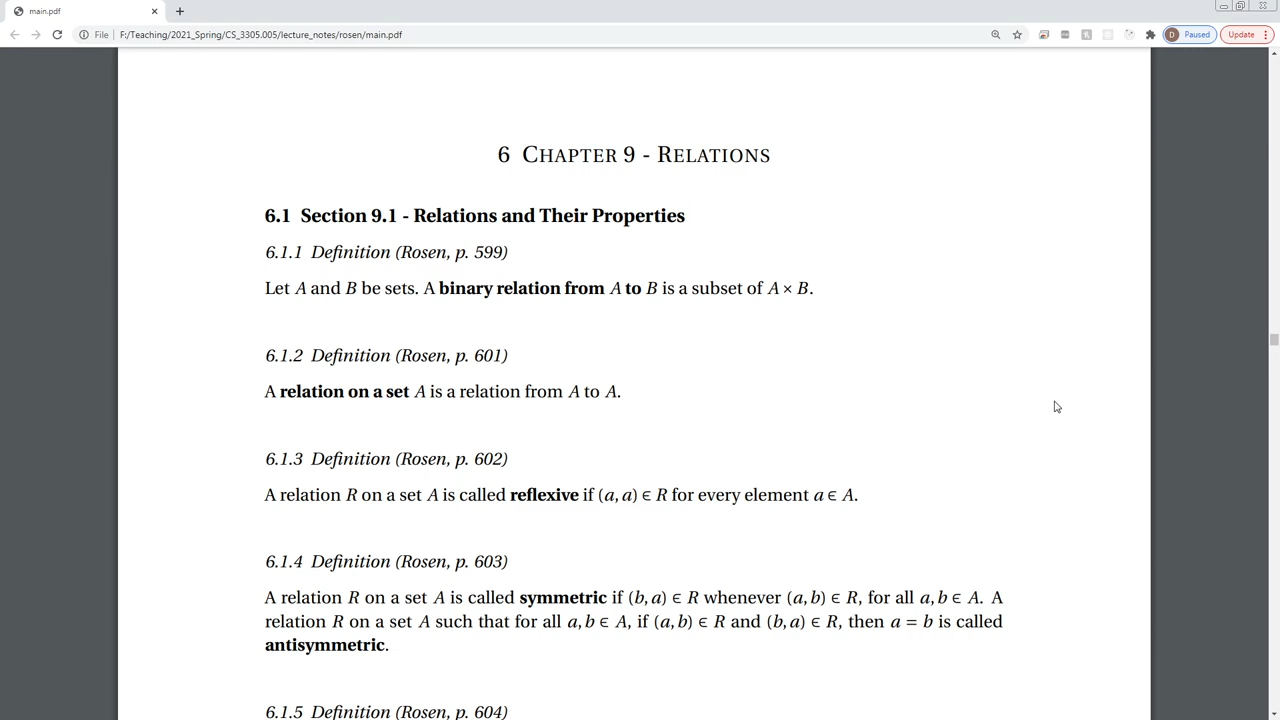 main.pdf
File
F:/Teaching/2021_Spring/CS_3305.005/lecture_notes/rosen/main.pdf
D
Paused
Update
6 CHAPTER 9 - RELATIONS
6.1 Section 9.1 - Relations and Their Properties
6.1.1 Definition (Rosen, p. 599)
Let A and B be sets. A binary relation from A to B is a subset of A × B.
6.1.2 Definition (Rosen, p. 601)
A relation on a set A is a relation from A to A.
6.1.3 Definition (Rosen, p. 602)
A relation R on a set A is called reflexive if (a, a) ∈ R for every element a ∈ A.
6.1.4 Definition (Rosen, p. 603)
A relation R on a set A is called symmetric if (b, a) ∈ R whenever (a, b) ∈ R, for all a, b ∈ A. A
relation R on a set A such that for all a, b ∈ A, if (a, b) ∈ R and (b, a) ∈ R, then a = b is called
antisymmetric.
6.1.5 Definition (Rosen, p. 604)